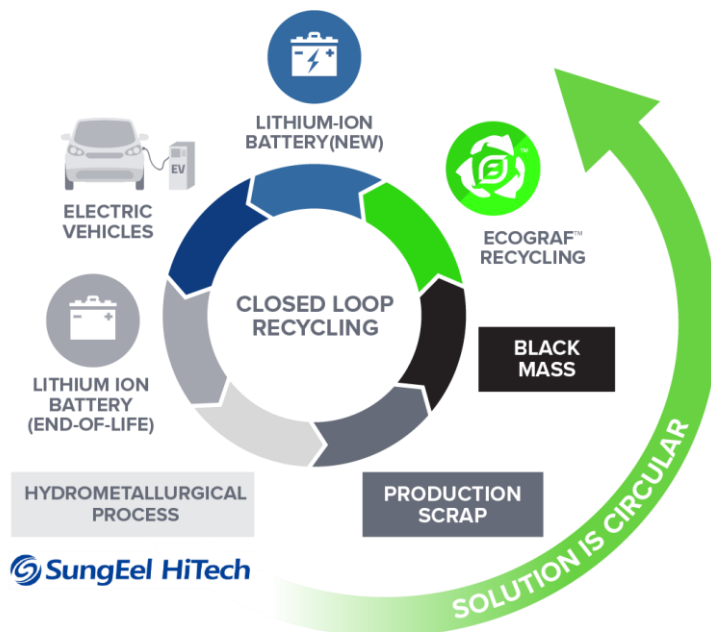 LITHIUM-ION
BATTERY(NEW)
ECOGRAF™
RECYCLING
BLACK
MASS
PRODUCTION
SCRAP
HYDROMETALLURGICAL
PROCESS
SungEel HiTech
LITHIUM ION
BATTERY
(END-OF-LIFE)
ELECTRIC
VEHICLES
EV
CLOSED LOOP
RECYCLING
SOLUTION IS CIRCULAR
™